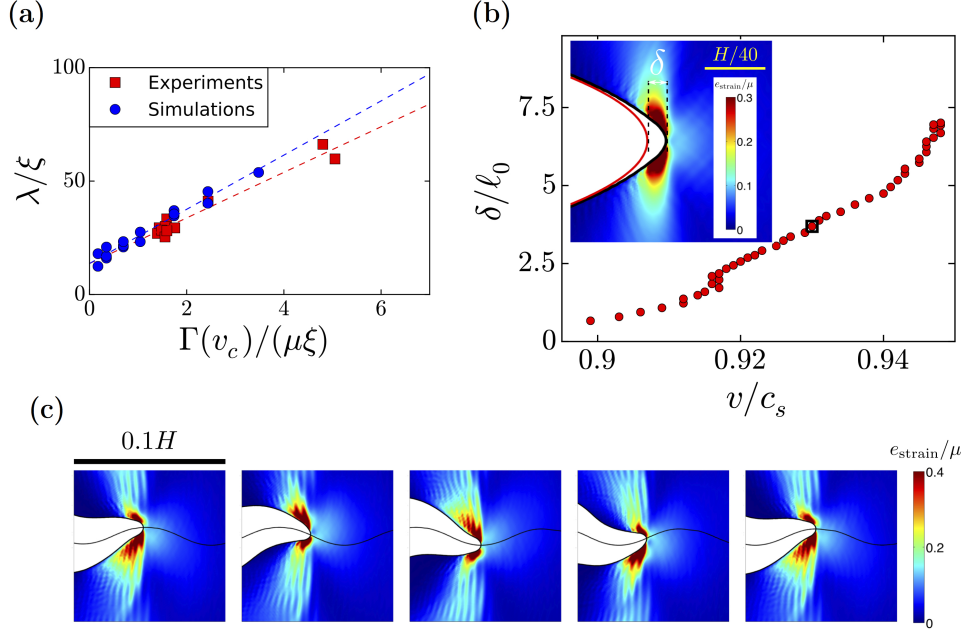 (a)
100
50
0
0
2
4
6
λ/ξ
Γ(v_c)/(μξ)
Experiments
Simulations
(b)
7.5
5
2.5
0
0.9
0.92
0.94
δ/ℓ₀
v/c_s
δ
H/40
e_strain/μ
0.3
0.2
0.1
0
(c)
0.1H
e_strain/μ
0.4
0.2
0